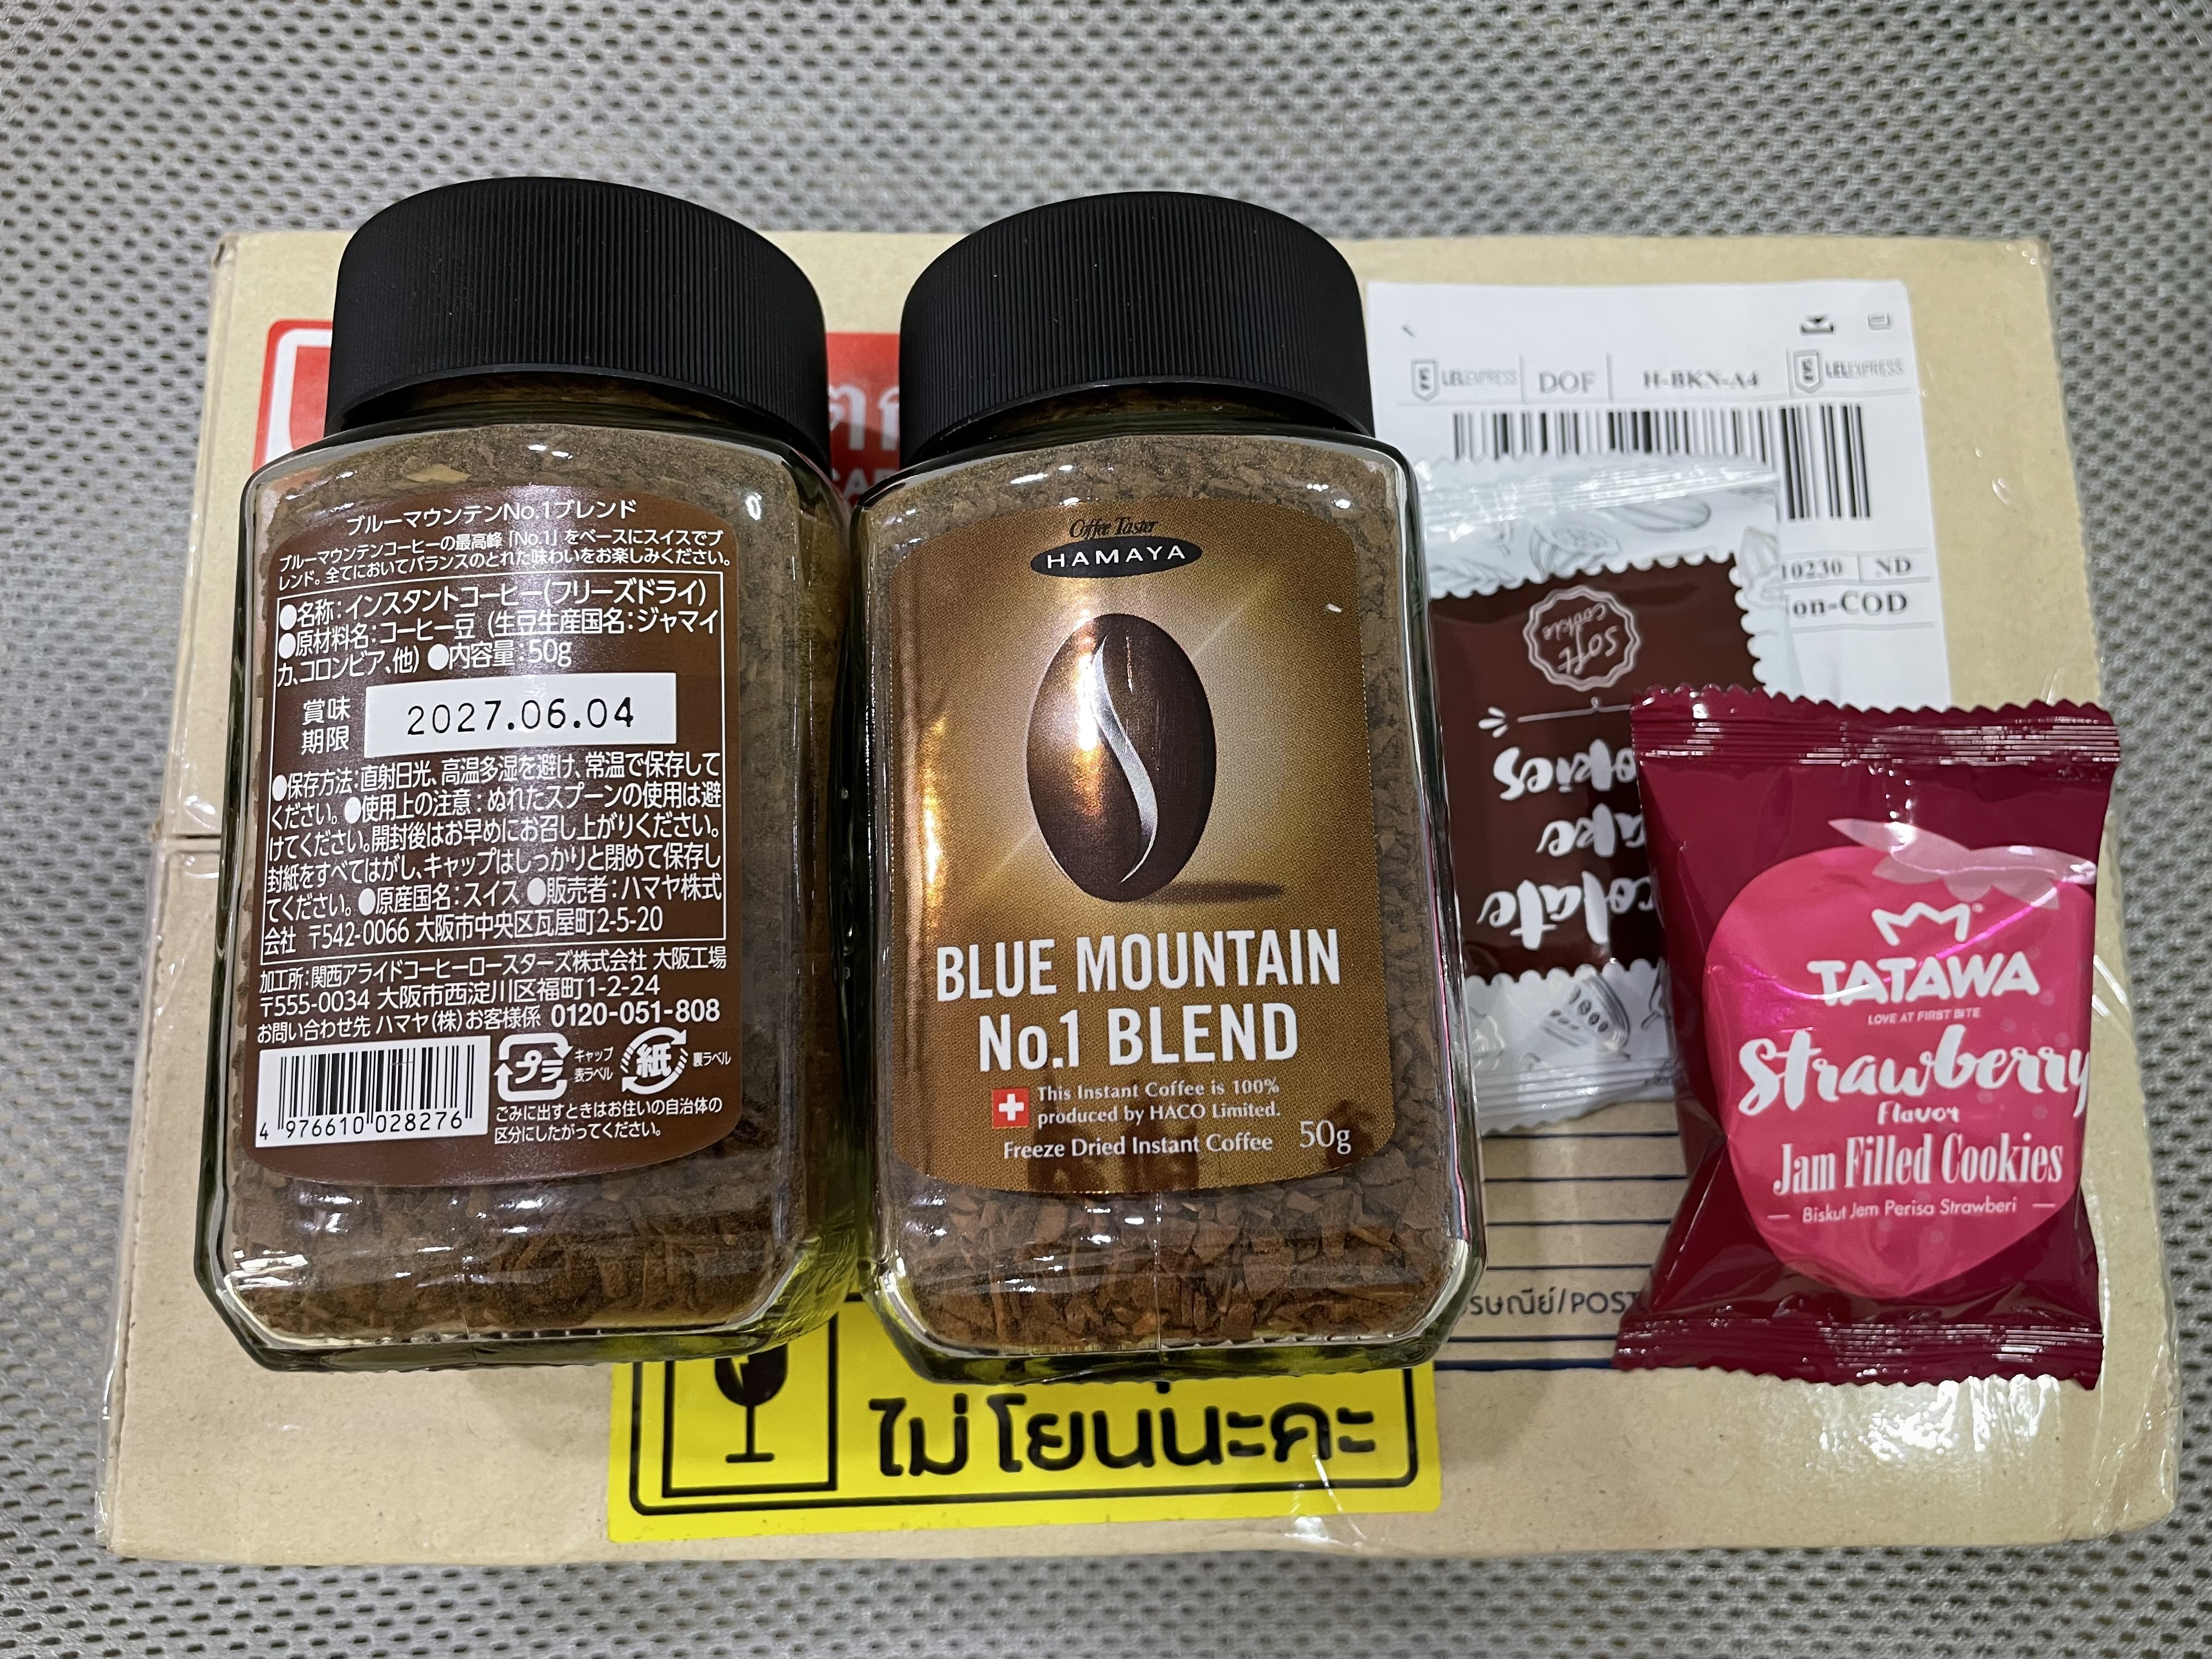 ブルーマウンテンNo.1ブレンド
ブルーマウンテンコーヒーの最高峰「No.1」をベースにスイスでブ
レンド。全てにおいてバランスのとれた味わいをお楽しみください。
●名称：インスタントコーヒー（フリーズドライ）
●原材料名：コーヒー豆（生豆生産国名：ジャマイ
カ、コロンビア、他）●内容量：50g
賞味
期限
2027.06.04
●保存方法：直射日光、高温多湿を避け、常温で保存して
ください。●使用上の注意：ぬれたスプーンの使用は避
けてください。開封後はお早めにお召し上がりください。
封紙をすべてはがし、キャップはしっかりと閉めて保存し
てください。●原産国名：スイス ●販売者：ハマヤ株式
会社 〒542-0066 大阪市中央区瓦屋町2-5-20
加工所：関西アライドコーヒーロースターズ株式会社 大阪工場
〒555-0034 大阪市西淀川区福町1-2-24
お問い合わせ先 ハマヤ（株）お客様係 0120-051-808
プラ
キャップ
表ラベル
紙
裏ラベル
ごみに出すときはお住いの自治体の
区分にしたがってください。
4 976610 028276
Coffee Taster
HAMAYA
BLUE MOUNTAIN
No.1 BLEND
This Instant Coffee is 100%
produced by HACO Limited.
Freeze Dried Instant Coffee 50g
LELEXPRESS DOF H-BKN-A4 LELEXPRESS
10230 ND
on-COD
Soft
Cookie
TATAWA
LOVE AT FIRST BITE
Strawberry
Flavor
Jam Filled Cookies
Biskut Jem Perisa Strawberi
รษณีย์/POST
ไม่โยนน่ะคะ